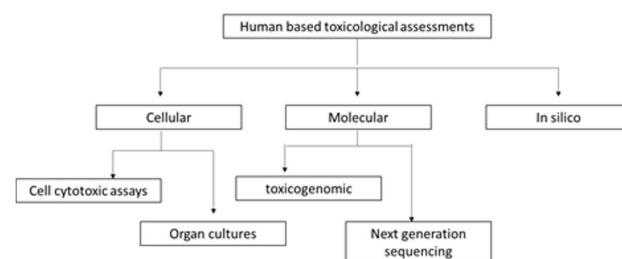 Human based toxicological assessments
Cellular
Molecular
In silico
Cell cytotoxic assays
toxicogenomic
Organ cultures
Next generation
sequencing